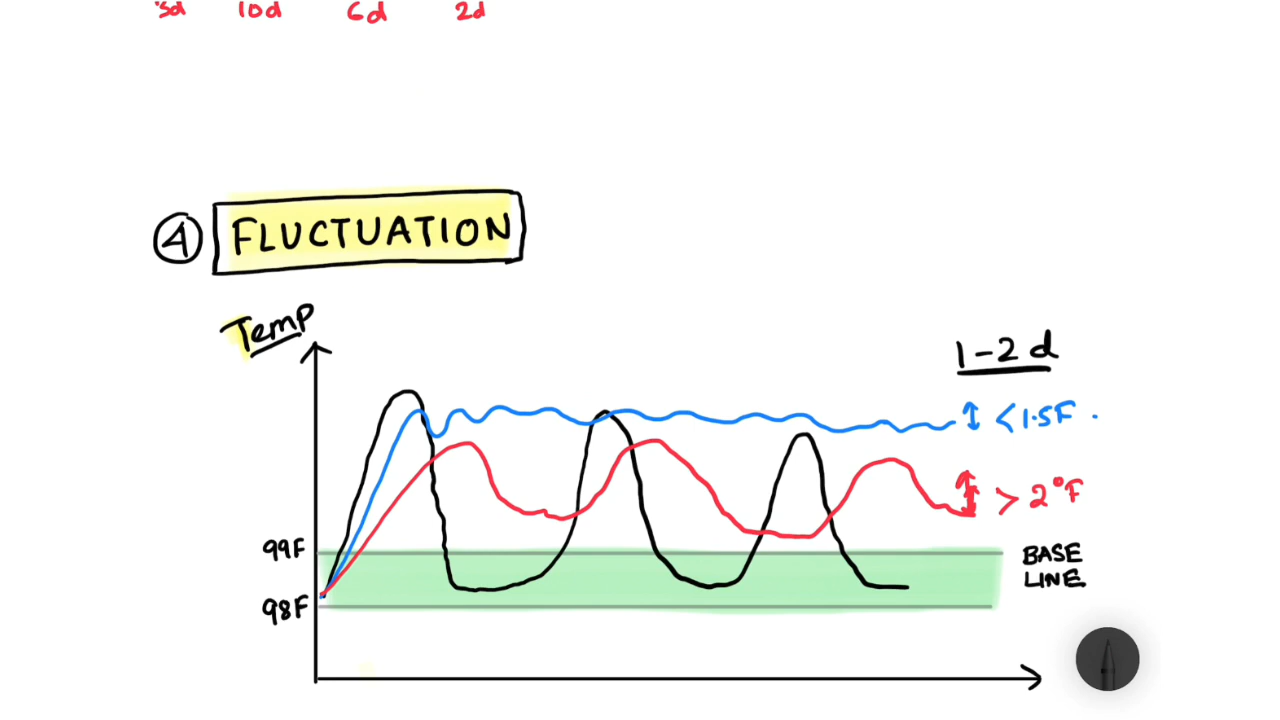 10d 6d 2d
4 FLUCTUATION
Temp
1-2 d
↕ <1.5F
↕ > 2°F
99F
BASE
LINE
98F